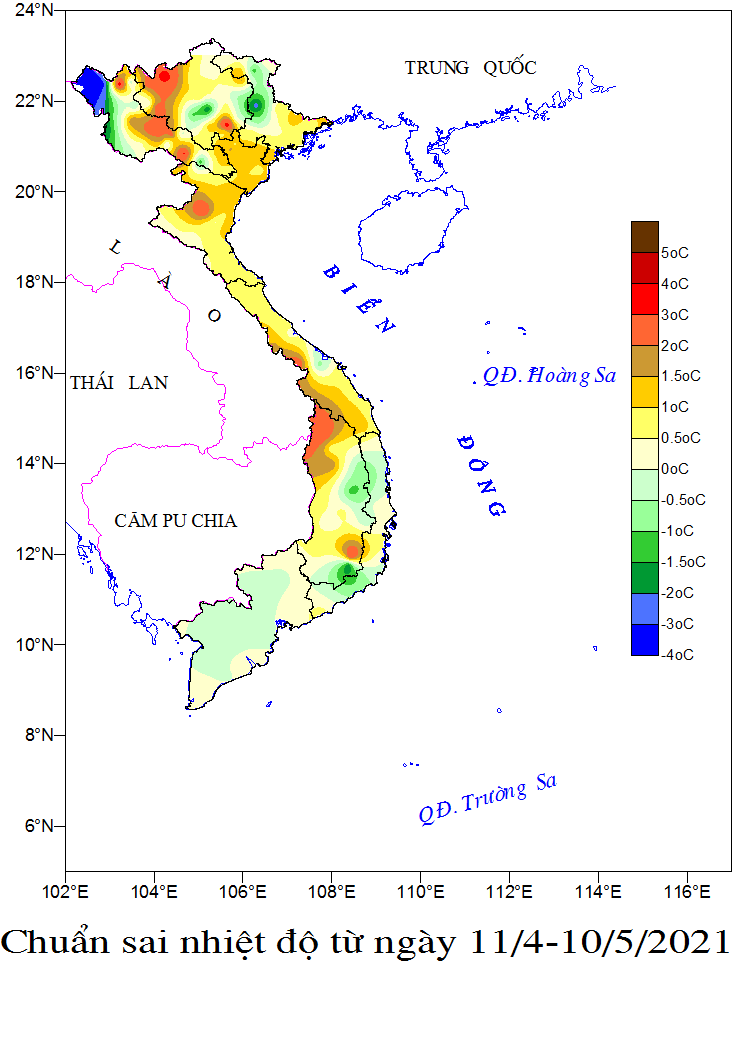 24°N
TRUNG QUỐC
22°N
20°N
L A O
18°N
BIỂN
5oC
4oC
3oC
2oC
1.5oC
1oC
0.5oC
0oC
-0.5oC
-1oC
-1.5oC
-2oC
-3oC
-4oC
16°N
THÁI LAN
QĐ. Hoàng Sa
14°N
ĐÔNG
CĂM PU CHIA
12°N
10°N
8°N
QĐ. Trường Sa
6°N
102°E 104°E 106°E 108°E 110°E 112°E 114°E 116°E
Chuẩn sai nhiệt độ từ ngày 11/4-10/5/2021